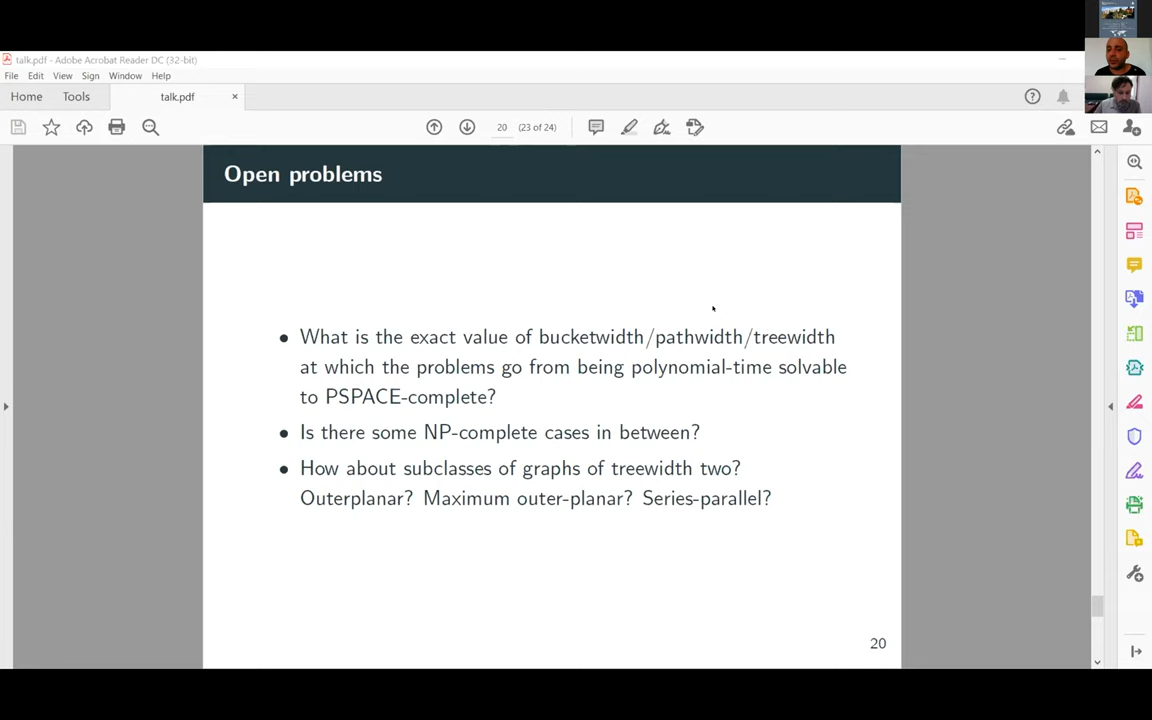 talk.pdf - Adobe Acrobat Reader DC (32-bit)
File Edit View Sign Window Help
Home Tools talk.pdf ×
20 (23 of 24)
Open problems
• What is the exact value of bucketwidth/pathwidth/treewidth
at which the problems go from being polynomial-time solvable
to PSPACE-complete?
• Is there some NP-complete cases in between?
• How about subclasses of graphs of treewidth two?
Outerplanar? Maximum outer-planar? Series-parallel?
20